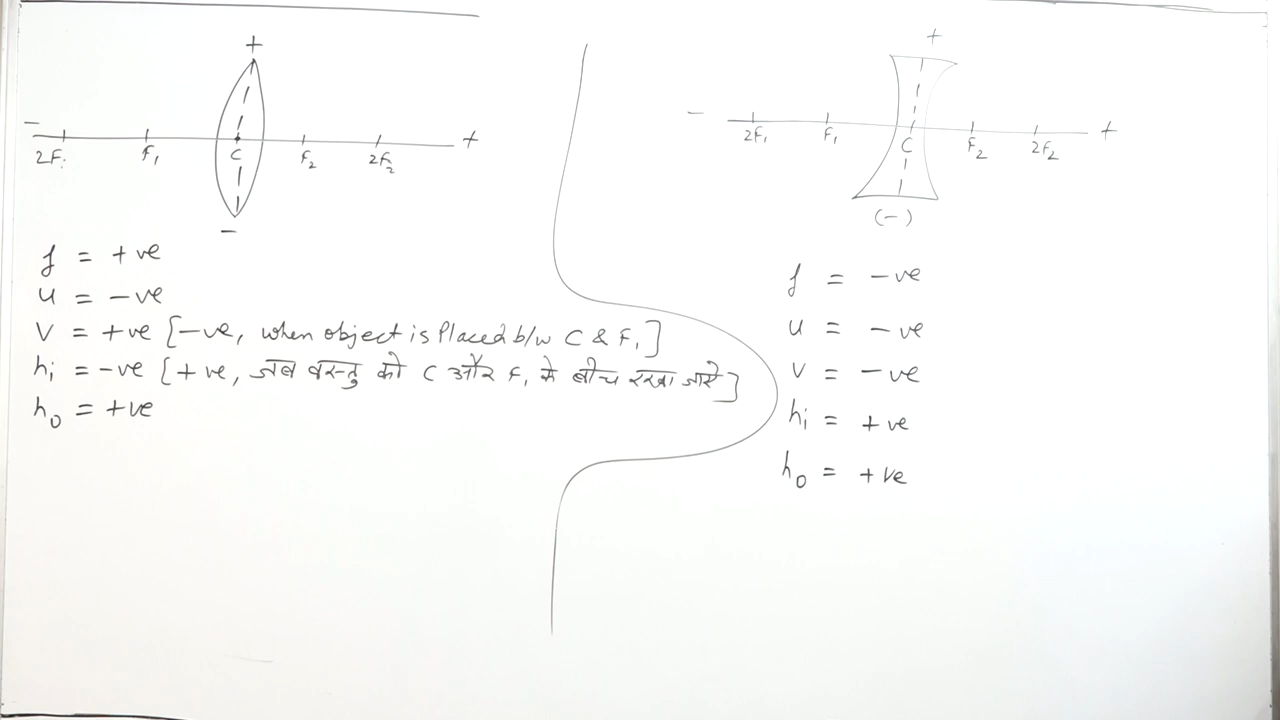 +
- 2F₁ F₁ C F₂ 2F₂ +
-
f = +ve
u = -ve
v = +ve [-ve, when object is Placed b/w C & F₁]
hᵢ = -ve [+ve, जब वस्तु को C और F₁ के बीच रखा जाये]
h₀ = +ve
+
- 2F₁ F₁ C F₂ 2F₂ +
(-)
f = -ve
u = -ve
v = -ve
hᵢ = +ve
h₀ = +ve